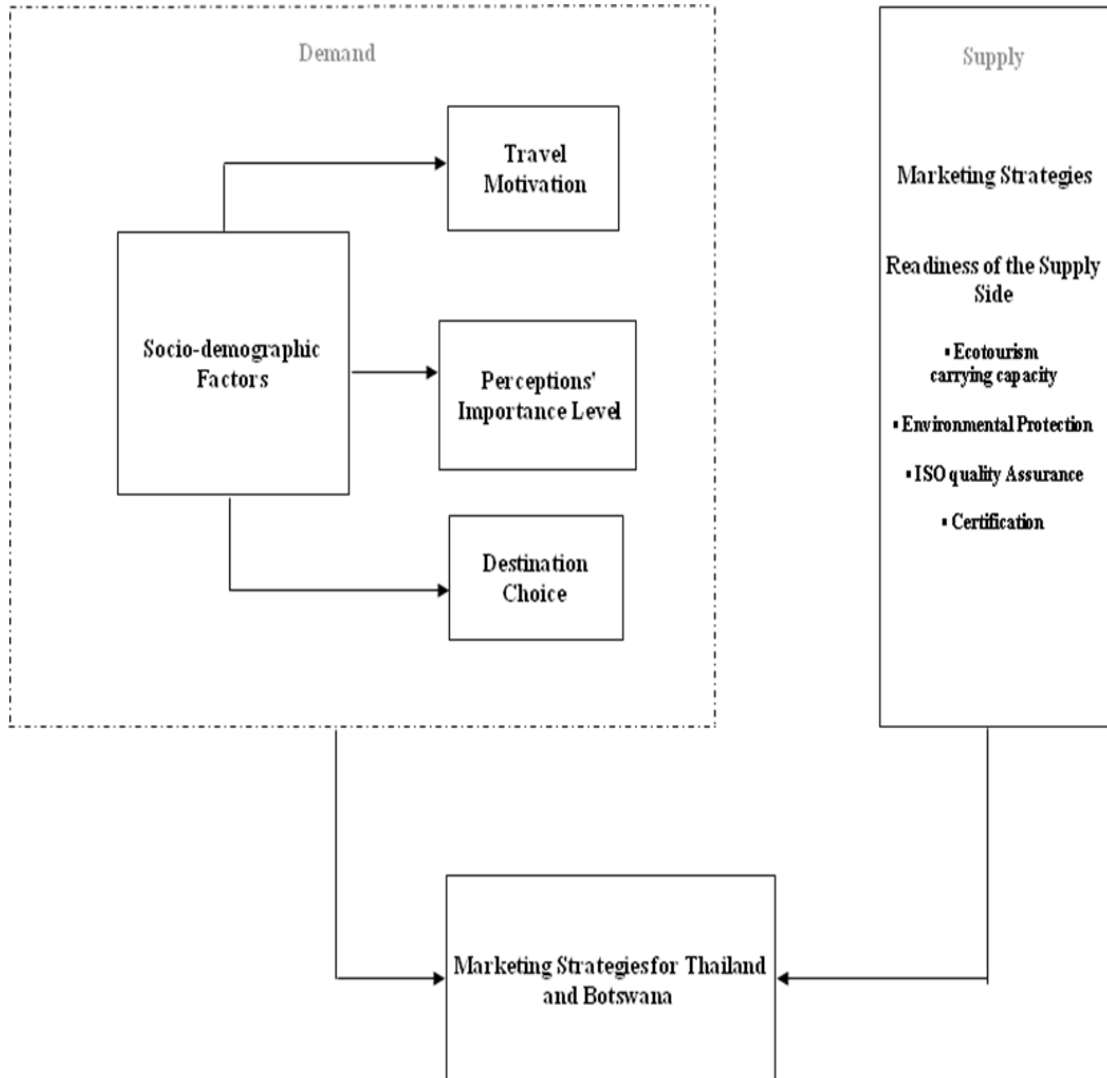 Demand
Travel
Motivation
Socio-demographic
Factors
Perceptions'
Importance Level
Destination
Choice
Supply
Marketing Strategies
Readiness of the Supply
Side
▪ Ecotourism
carrying capacity
▪ Environmental Protection
▪ ISO quality Assurance
▪ Certification
Marketing Strategies for Thailand
and Botswana